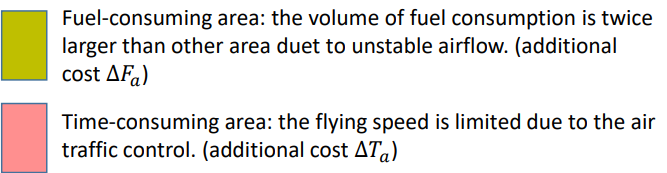 Fuel-consuming area: the volume of fuel consumption is twice
larger than other area duet to unstable airflow. (additional
cost ΔFₐ)
Time-consuming area: the flying speed is limited due to the air
traffic control. (additional cost ΔTₐ)